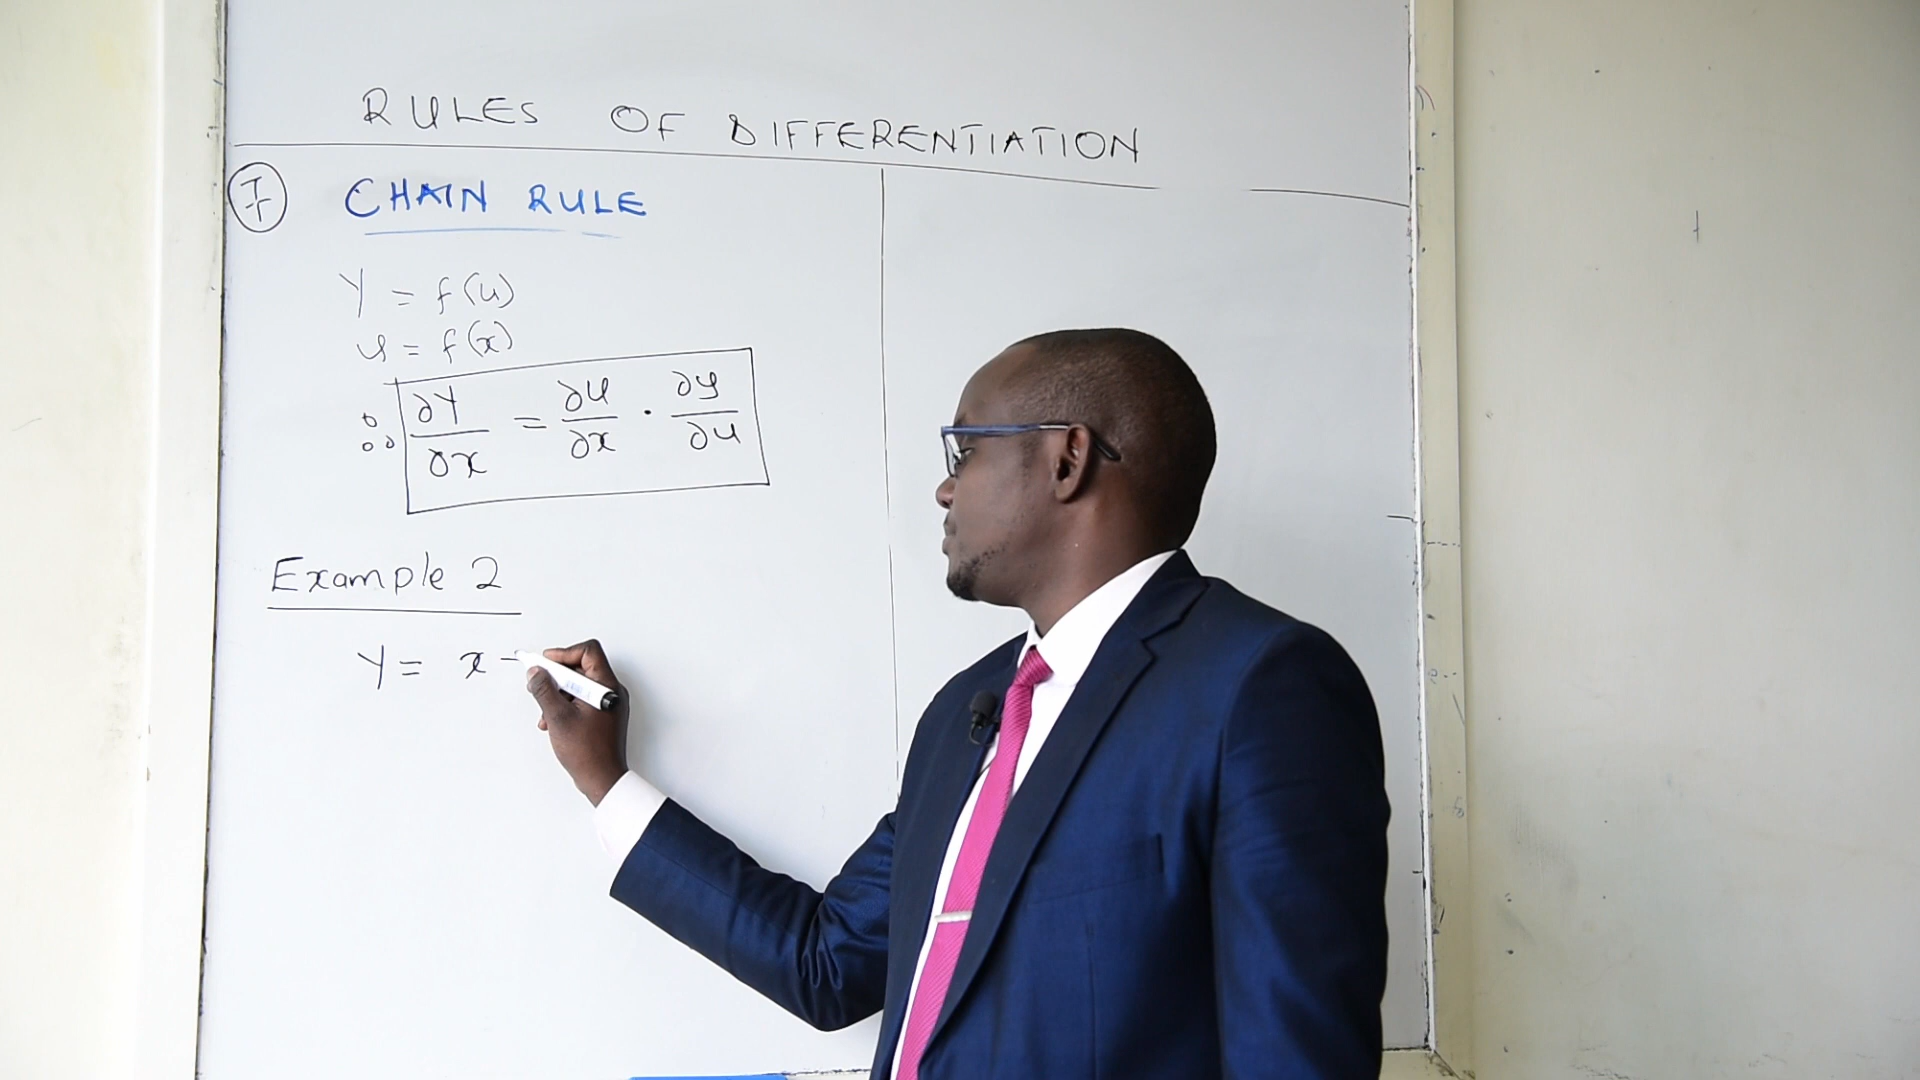 RULES OF DIFFERENTIATION
7 CHAIN RULE
Y = f(u)
u = f(x)
∴ ∂Y/∂x = ∂u/∂x · ∂y/∂u
Example 2
Y = x -